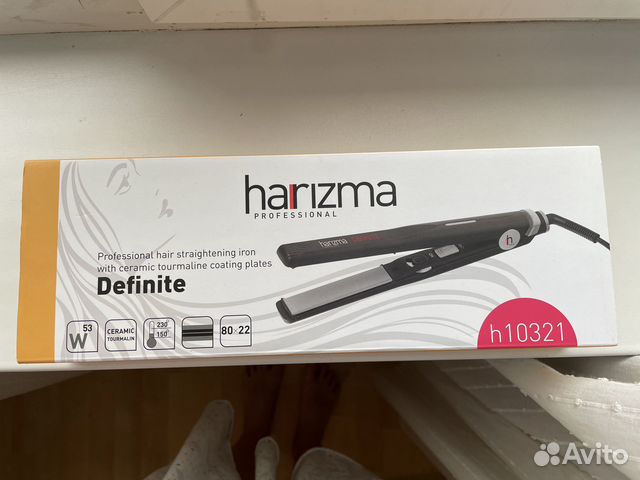 harizma
PROFESSIONAL
Professional hair straightening iron
with ceramic tourmaline coating plates
Definite
harizma
h
53
W
CERAMIC
TOURMALIN
230°
150°
80×22
h10321
Avito